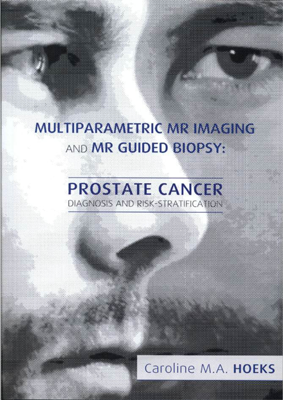 MULTIPARAMETRIC MR IMAGING
AND MR GUIDED BIOPSY:
PROSTATE CANCER
DIAGNOSIS AND RISK-STRATIFICATION
Caroline M.A. HOEKS